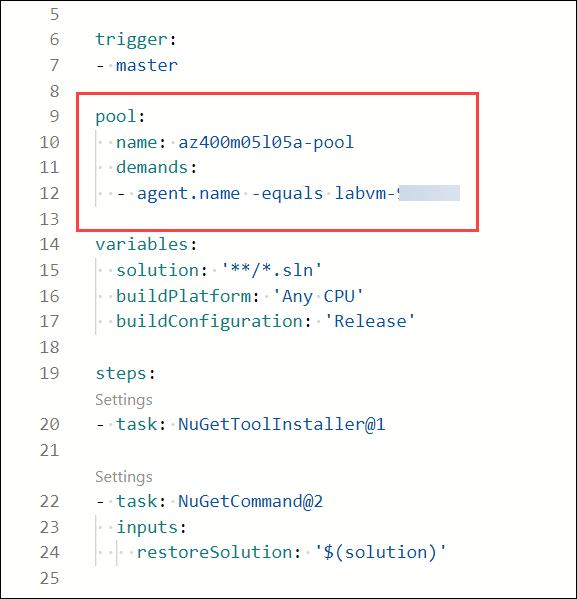 5
6 trigger:
7 - master
8
9 pool:
10 name: az400m05l05a-pool
11 demands:
12 - agent.name -equals labvm-
13
14 variables:
15 solution: '**/*.sln'
16 buildPlatform: 'Any CPU'
17 buildConfiguration: 'Release'
18
19 steps:
Settings
20 - task: NuGetToolInstaller@1
21
Settings
22 - task: NuGetCommand@2
23 inputs:
24 restoreSolution: '$(solution)'
25